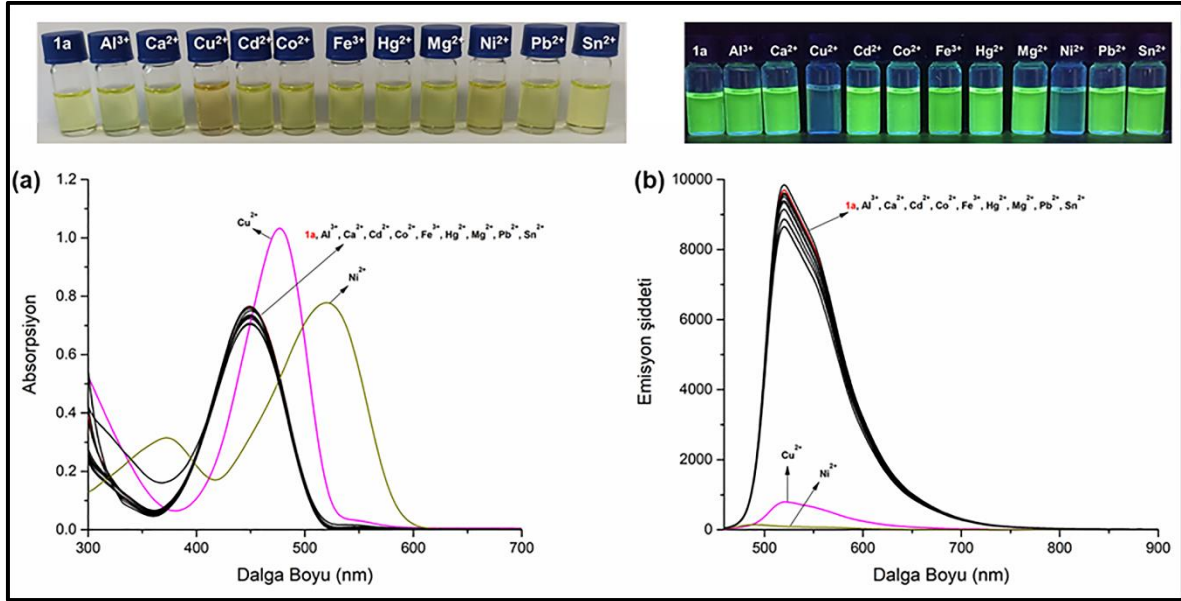 1a Al³⁺ Ca²⁺ Cu²⁺ Cd²⁺ Co²⁺ Fe³⁺ Hg²⁺ Mg²⁺ Ni²⁺ Pb²⁺ Sn²⁺
1a Al³⁺ Ca²⁺ Cu²⁺ Cd²⁺ Co²⁺ Fe³⁺ Hg²⁺ Mg²⁺ Ni²⁺ Pb²⁺ Sn²⁺
(a)
Absorpsiyon
1.2
1.0
0.8
0.6
0.4
0.2
0.0
Cu²⁺
1a, Al³⁺, Ca²⁺, Cd²⁺, Co²⁺, Fe³⁺, Hg²⁺, Mg²⁺, Pb²⁺, Sn²⁺
Ni²⁺
300 400 500 600 700
Dalga Boyu (nm)
(b)
Emisyon şiddeti
10000
8000
6000
4000
2000
0
1a, Al³⁺, Ca²⁺, Cd²⁺, Co²⁺, Fe³⁺, Hg²⁺, Mg²⁺, Pb²⁺, Sn²⁺
Cu²⁺
Ni²⁺
500 600 700 800 900
Dalga Boyu (nm)